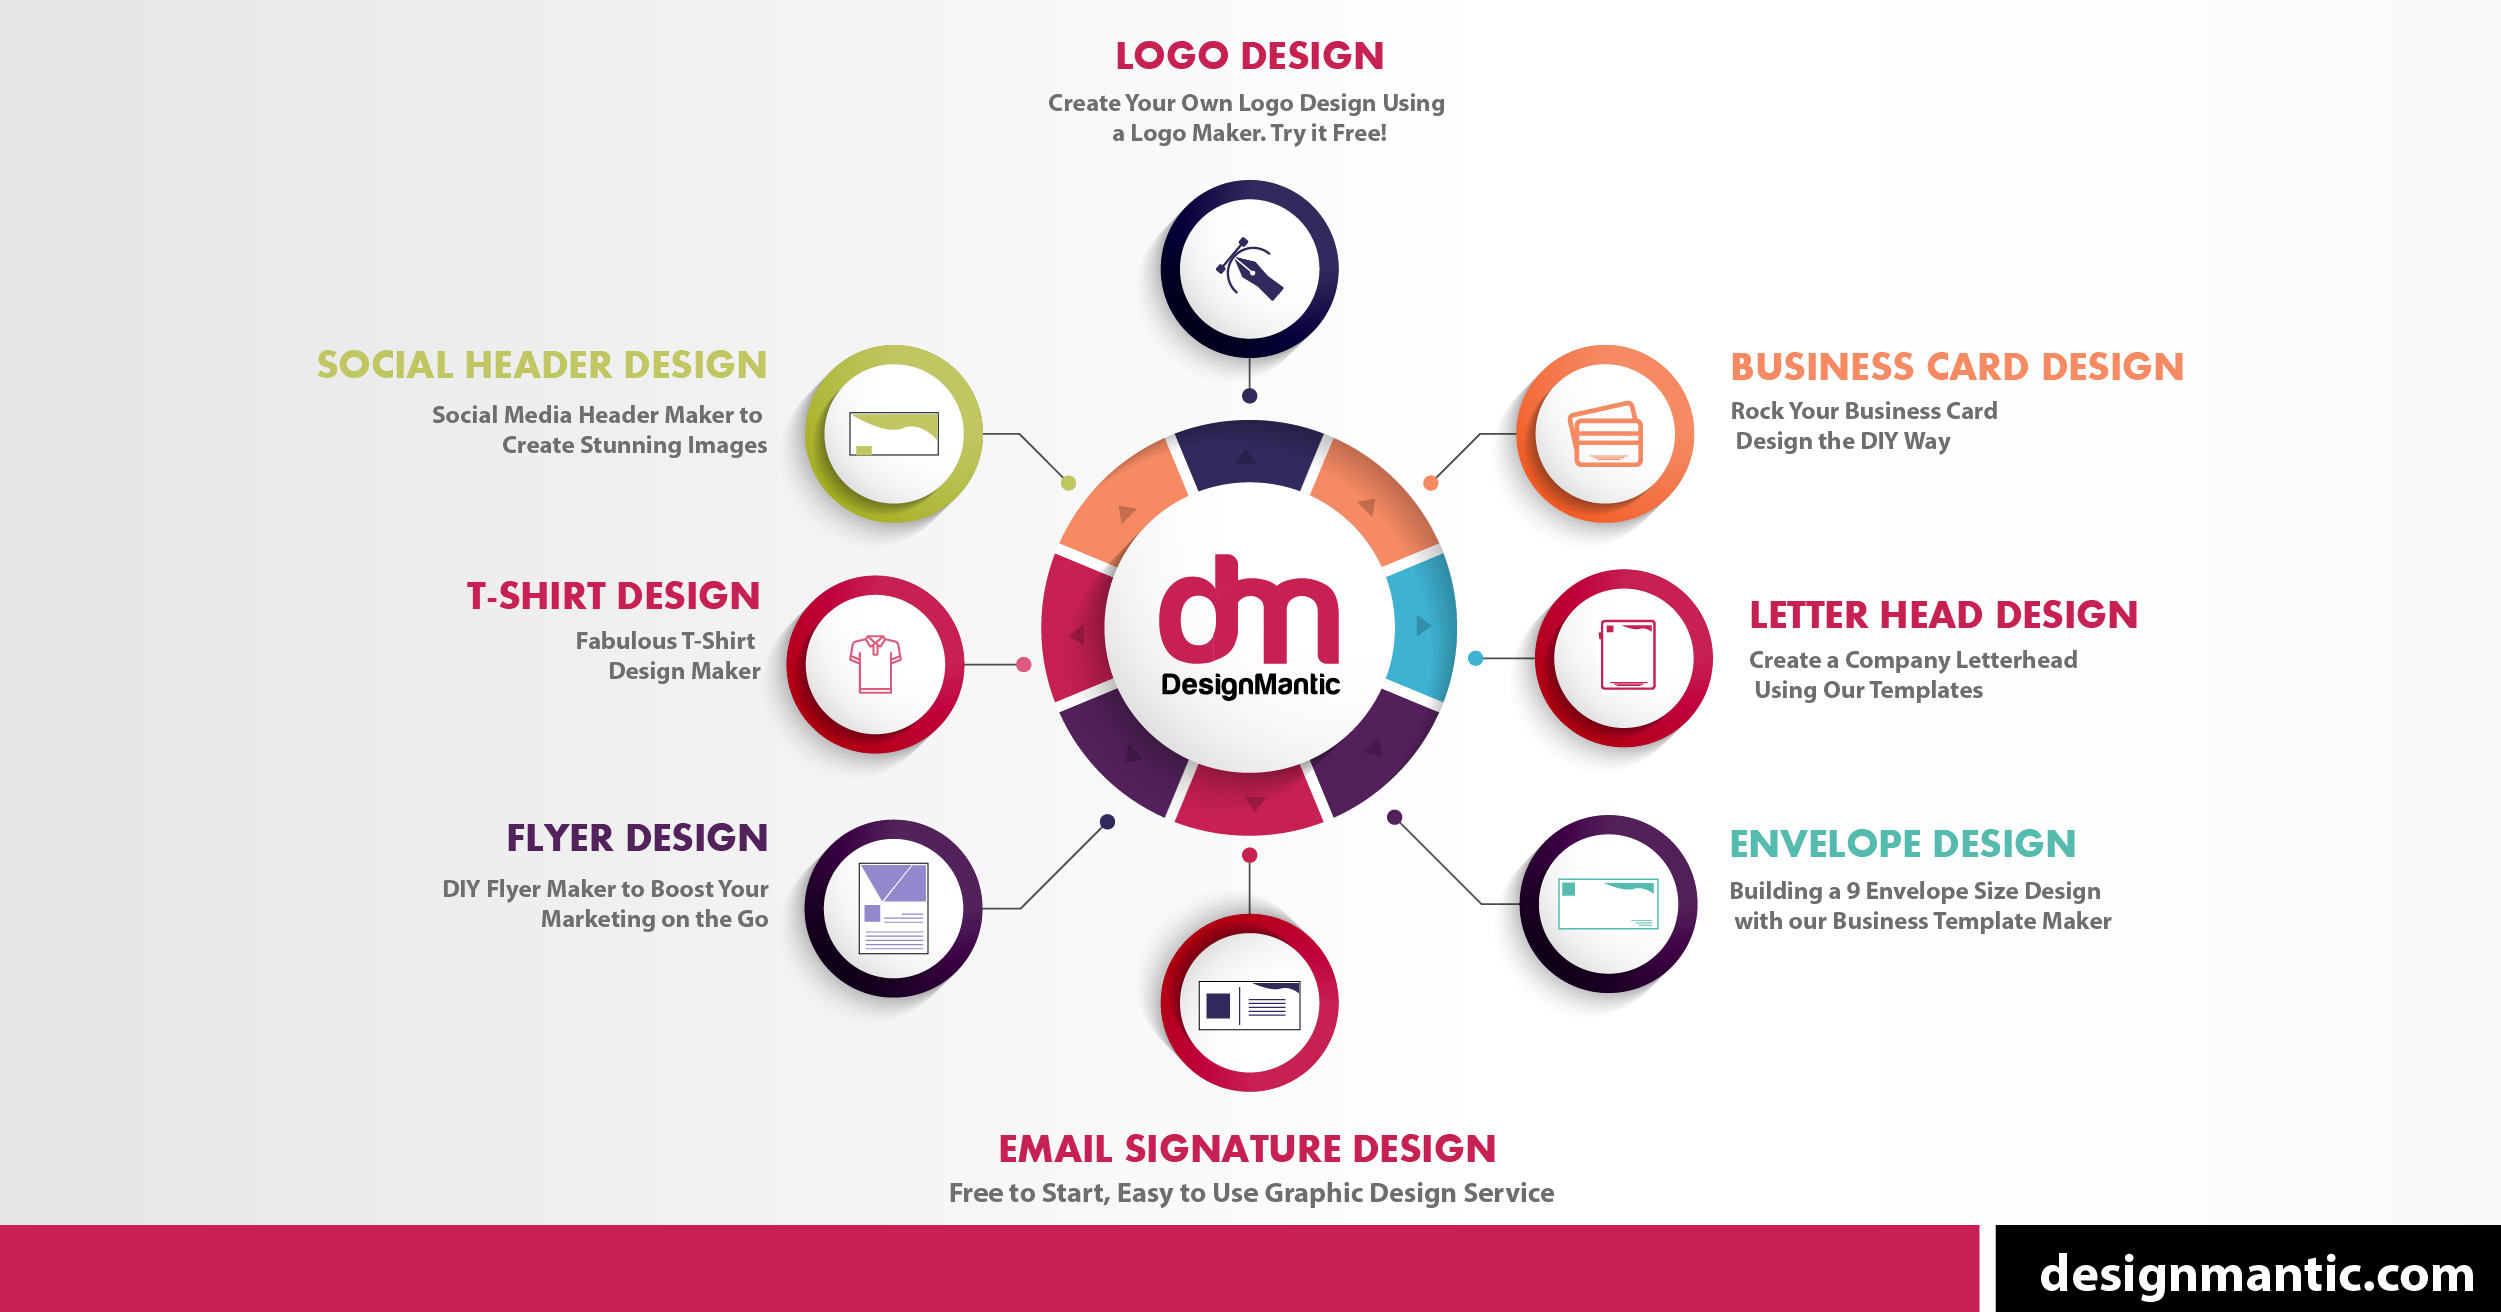 LOGO DESIGN
Create Your Own Logo Design Using
a Logo Maker. Try it Free!
SOCIAL HEADER DESIGN
Social Media Header Maker to
Create Stunning Images
BUSINESS CARD DESIGN
Rock Your Business Card
Design the DIY Way
T-SHIRT DESIGN
Fabulous T-Shirt
Design Maker
dm
DesignMantic
LETTER HEAD DESIGN
Create a Company Letterhead
Using Our Templates
FLYER DESIGN
DIY Flyer Maker to Boost Your
Marketing on the Go
ENVELOPE DESIGN
Building a 9 Envelope Size Design
with our Business Template Maker
EMAIL SIGNATURE DESIGN
Free to Start, Easy to Use Graphic Design Service
designmantic.com